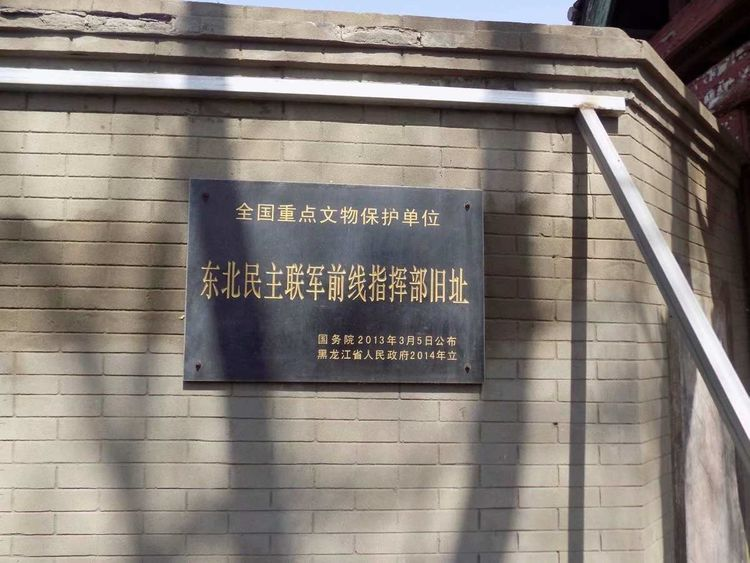 全国重点文物保护单位
东北民主联军前线指挥部旧址
国务院2013年3月5日公布
黑龙江省人民政府2014年立